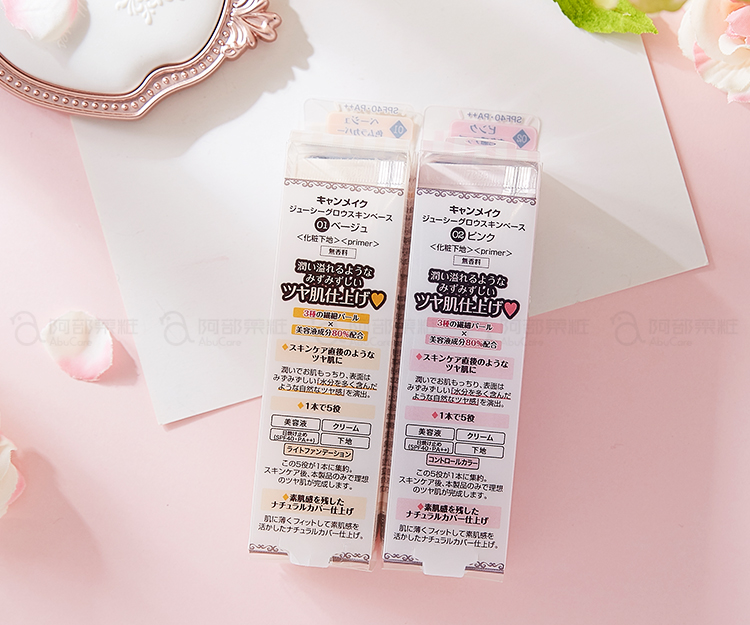 SPF40・PA++
01
ベージュ
色ムラカバー
キャンメイク
ジューシーグロウスキンベース
01 ベージュ
<化粧下地><primer>
無香料
潤い溢れるような
みずみずしい
ツヤ肌仕上げ♥
3種の繊細パール
×
美容液成分80%配合
◆スキンケア直後のような
ツヤ肌に
潤いでお肌もっちり、表面は
みずみずしい「水分を多く含んだ
ような自然なツヤ感」を演出。
◆1本で5役
美容液
クリーム
日焼け止め
(SPF40・PA++)
下地
ライトファンデーション
この5役が1本に集約。
スキンケア後、本製品のみで理想
のツヤ肌が完成します。
◆素肌感を残した
ナチュラルカバー仕上げ
肌に薄くフィットして素肌感を
活かしたナチュラルカバー仕上げ。
SPF40・PA++
02
ピンク
キャンメイク
ジューシーグロウスキンベース
02 ピンク
<化粧下地><primer>
無香料
潤い溢れるような
みずみずしい
ツヤ肌仕上げ♥
3種の繊細パール
×
美容液成分80%配合
◆スキンケア直後のような
ツヤ肌に
潤いでお肌もっちり、表面は
みずみずしい「水分を多く含んだ
ような自然なツヤ感」を演出。
◆1本で5役
美容液
クリーム
日焼け止め
(SPF40・PA++)
下地
コントロールカラー
この5役が1本に集約。
スキンケア後、本製品のみで理想
のツヤ肌が完成します。
◆素肌感を残した
ナチュラルカバー仕上げ
肌に薄くフィットして素肌感を
活かしたナチュラルカバー仕上げ。
阿部菓粧